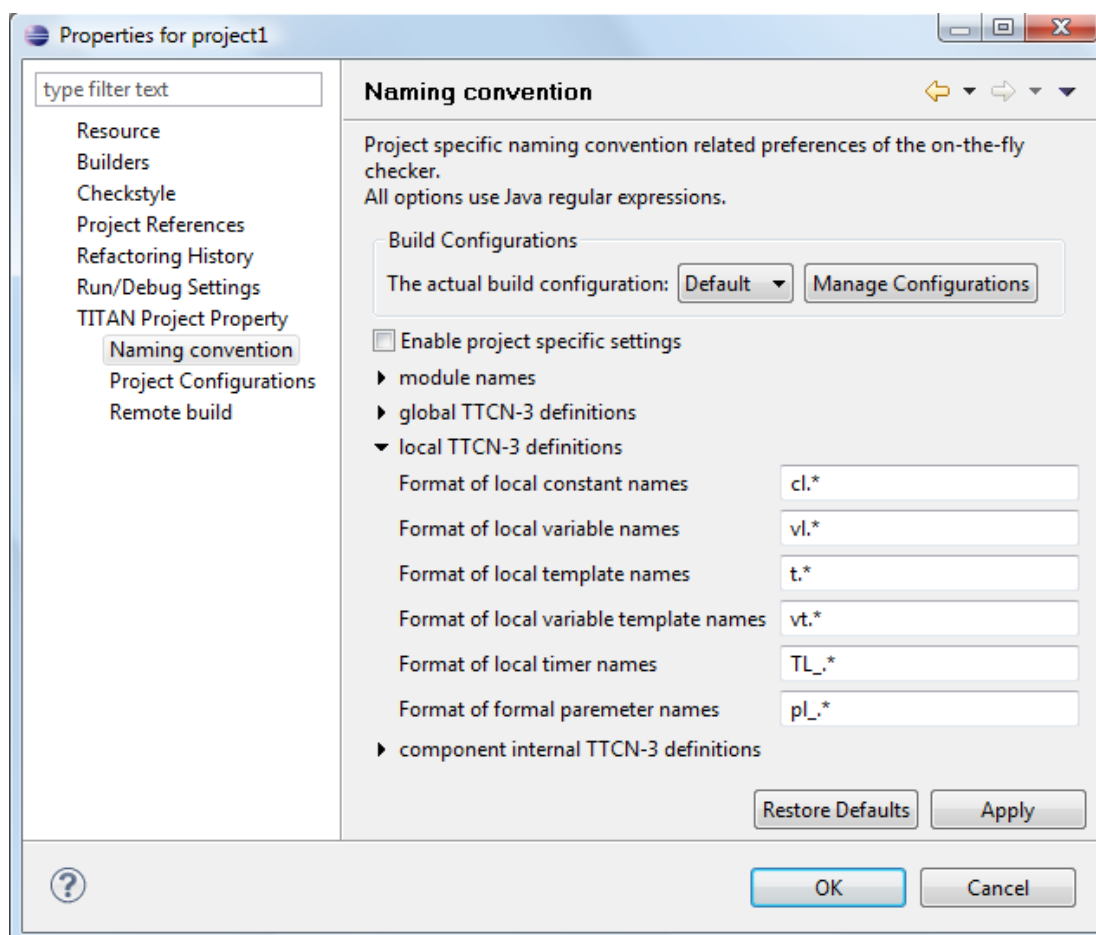 Properties for project1
type filter text
Resource
Builders
Checkstyle
Project References
Refactoring History
Run/Debug Settings
TITAN Project Property
Naming convention
Project Configurations
Remote build
Naming convention
Project specific naming convention related preferences of the on-the-fly
checker.
All options use Java regular expressions.
Build Configurations
The actual build configuration: Default Manage Configurations
Enable project specific settings
module names
global TTCN-3 definitions
local TTCN-3 definitions
Format of local constant names cl.*
Format of local variable names vl.*
Format of local template names t.*
Format of local variable template names vt.*
Format of local timer names TL_.*
Format of formal paremeter names pl_.*
component internal TTCN-3 definitions
Restore Defaults Apply
OK Cancel